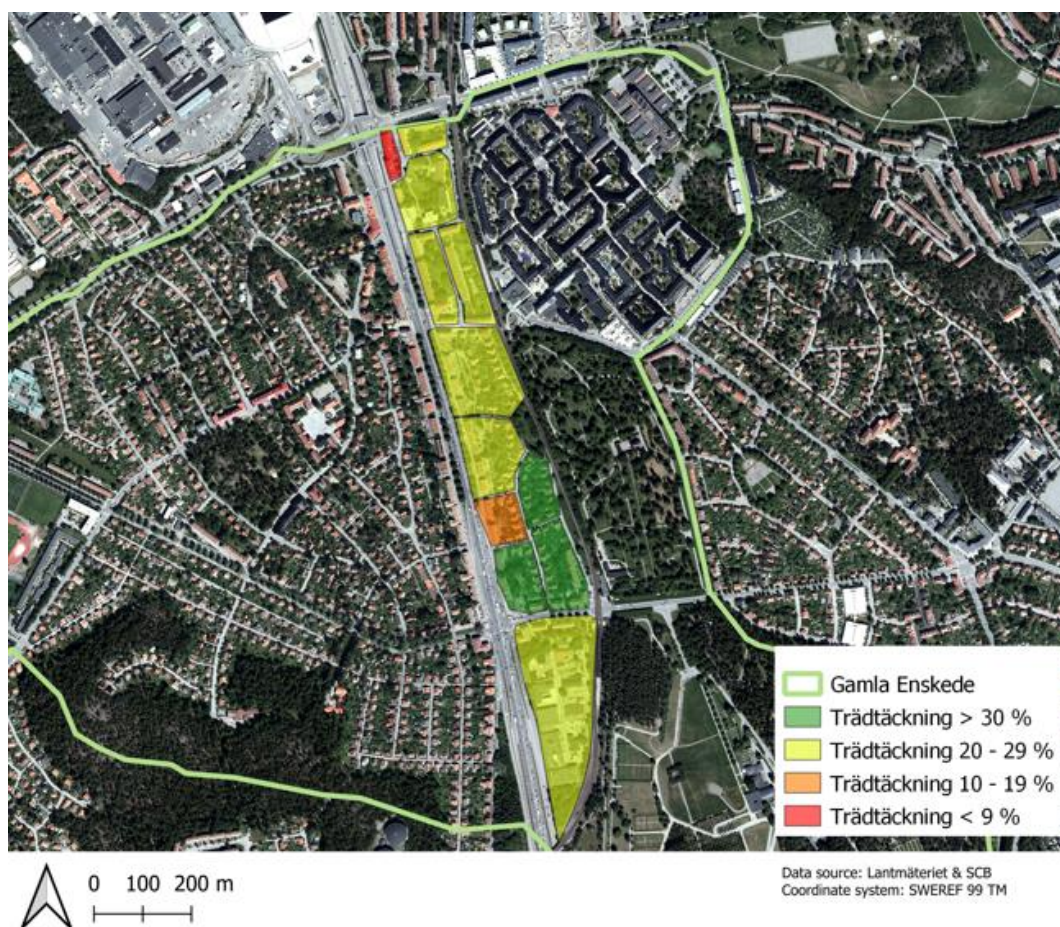 Gamla Enskede
Trädtäckning > 30 %
Trädtäckning 20 - 29 %
Trädtäckning 10 - 19 %
Trädtäckning < 9 %
0 100 200 m
Data source: Lantmäteriet & SCB
Coordinate system: SWEREF 99 TM